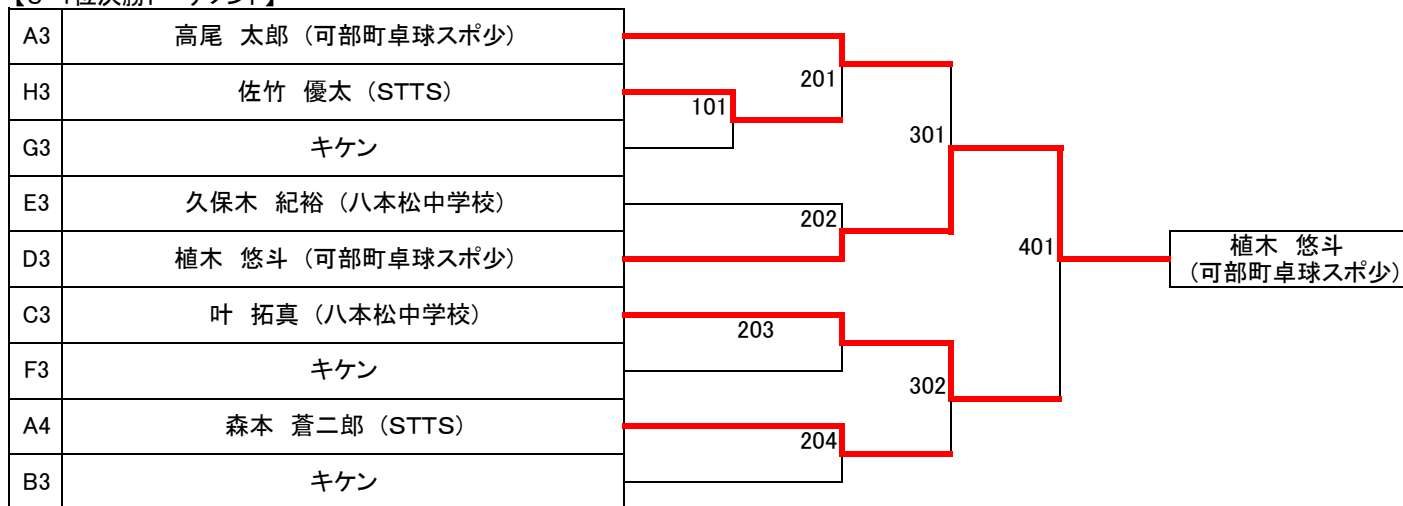 A3 高尾 太郎 (可部町卓球スポ少)
H3 佐竹 優太 (STTS)
G3 キケン
E3 久保木 紀裕 (八本松中学校)
D3 植木 悠斗 (可部町卓球スポ少)
C3 叶 拓真 (八本松中学校)
F3 キケン
A4 森本 蒼二郎 (STTS)
B3 キケン
101
201
202
203
204
301
302
401
植木 悠斗
(可部町卓球スポ少)